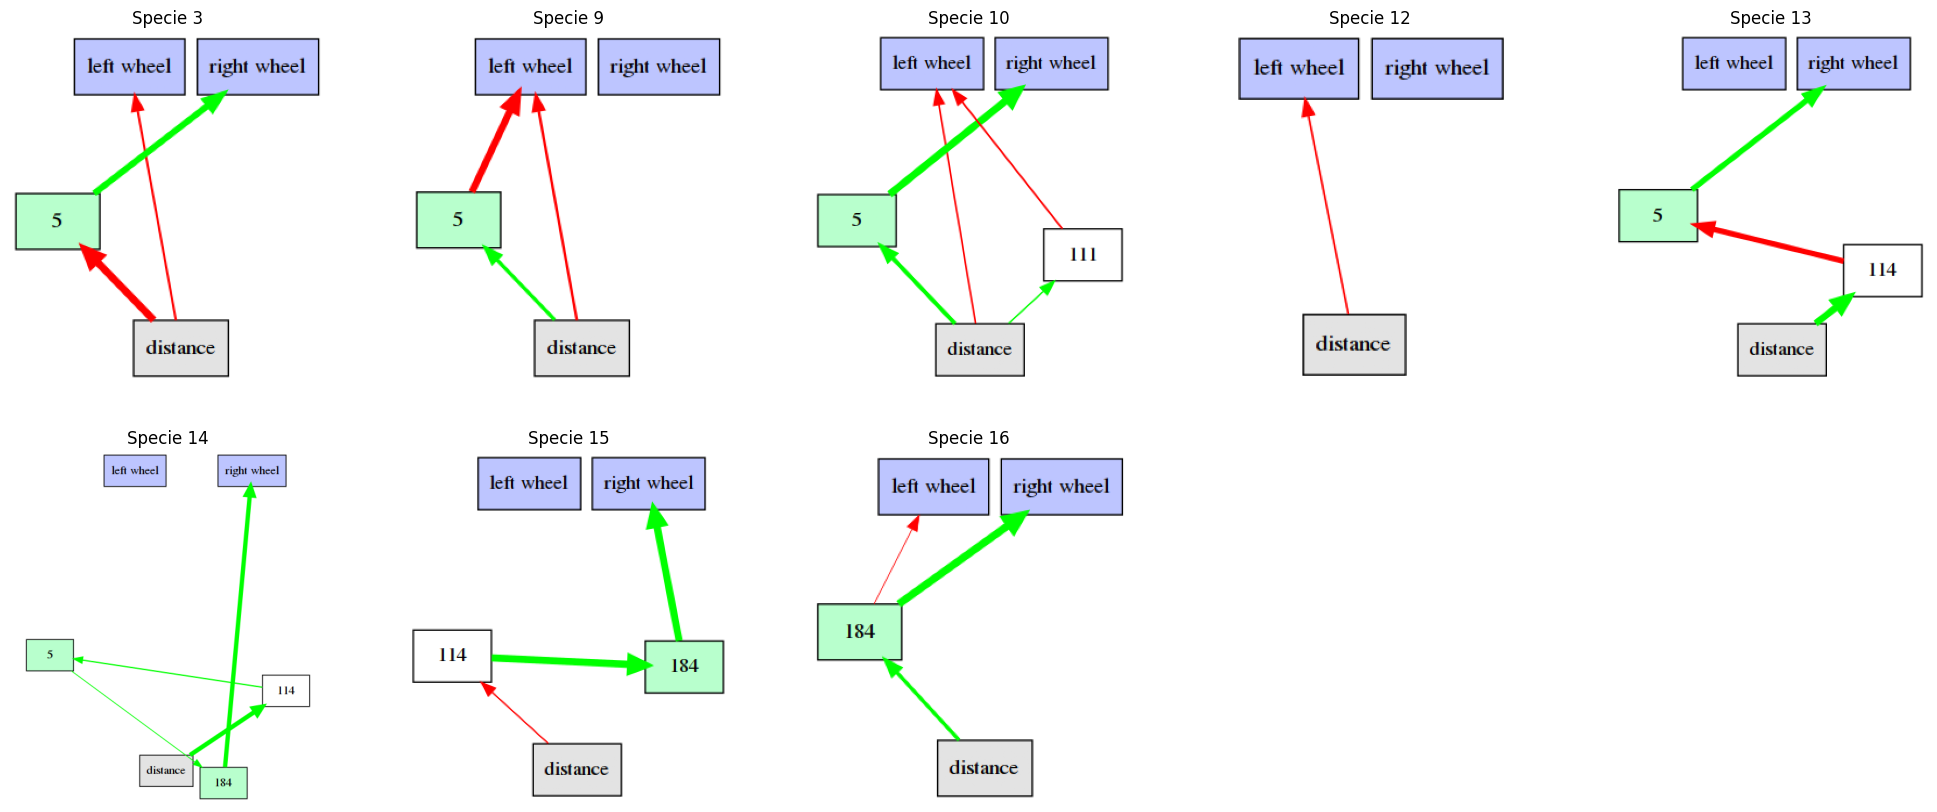 Specie 3
left wheel
right wheel
5
distance
Specie 9
left wheel
right wheel
5
distance
Specie 10
left wheel
right wheel
5
111
distance
Specie 12
left wheel
right wheel
distance
Specie 13
left wheel
right wheel
5
114
distance
Specie 14
left wheel
right wheel
5
114
distance
184
Specie 15
left wheel
right wheel
114
184
distance
Specie 16
left wheel
right wheel
184
distance